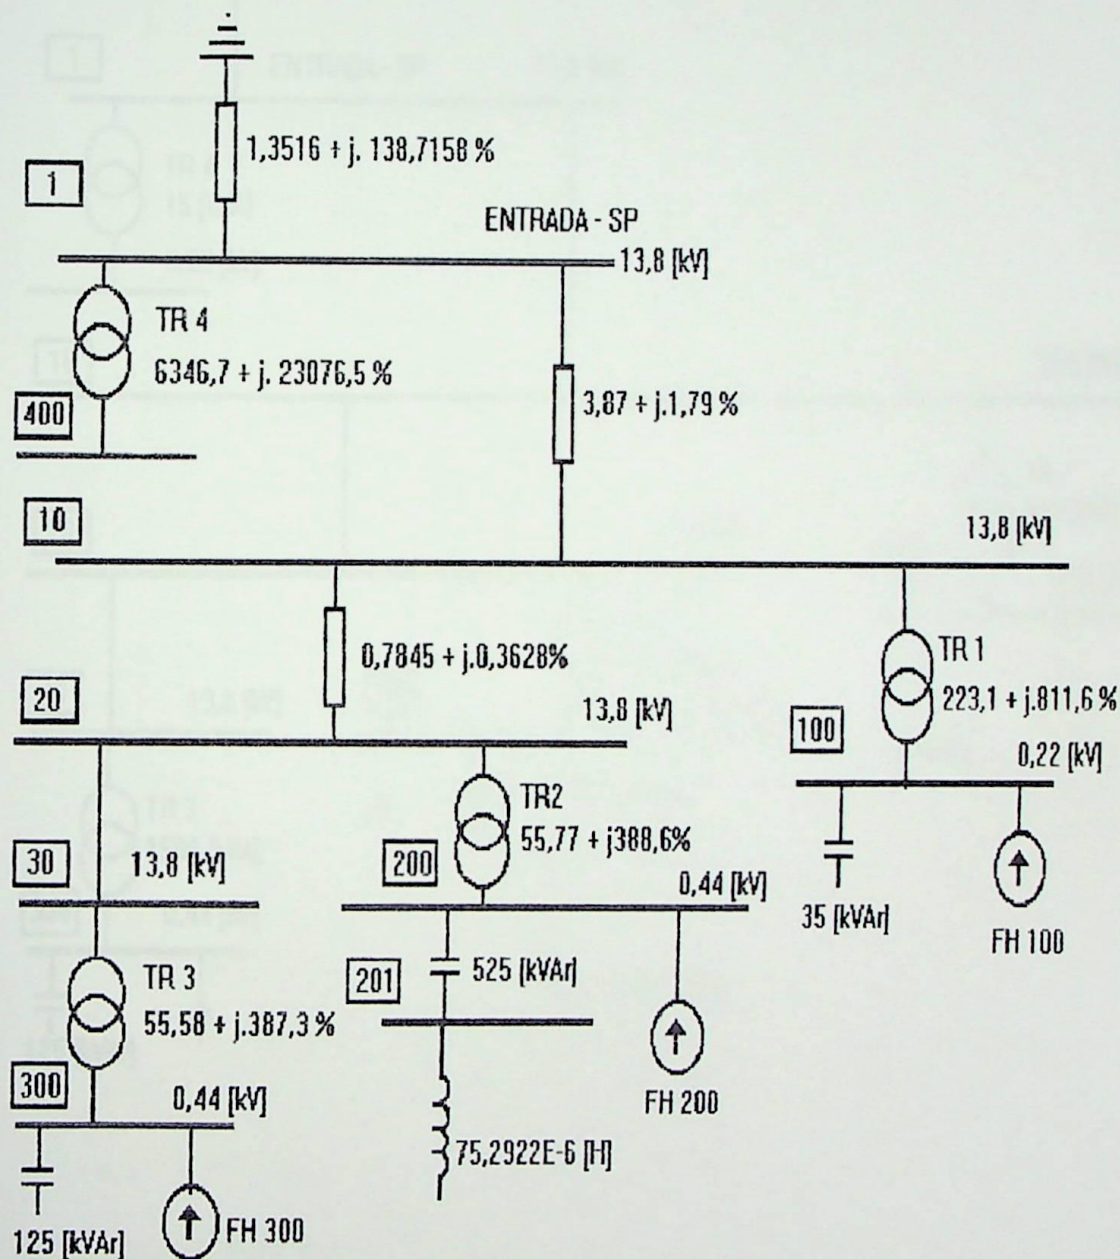 1,3516 + j. 138,7158 %
1
ENTRADA - SP
13,8 [kV]
TR 4
6346,7 + j. 23076,5 %
400
3,87 + j.1,79 %
10
13,8 [kV]
0,7845 + j.0,3628%
TR 1
223,1 + j.811,6 %
20
13,8 [kV]
100
0,22 [kV]
TR2
55,77 + j388,6%
30
13,8 [kV]
200
0,44 [kV]
35 [kVAr]
FH 100
TR 3
55,58 + j.387,3 %
201
525 [kVAr]
300
0,44 [kV]
FH 200
75,2922E-6 [H]
125 [kVAr]
FH 300